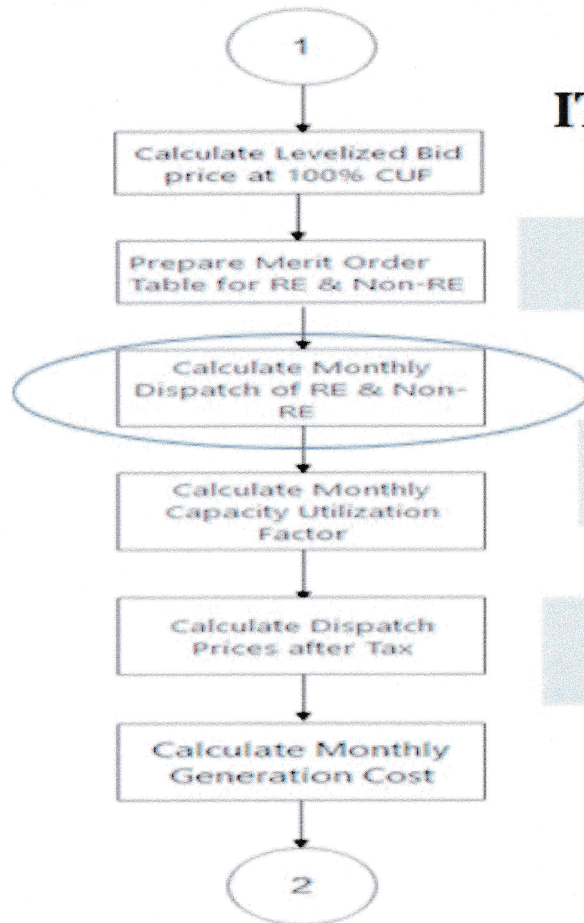 1
IT
Calculate Levelized Bid
price at 100% CUF
Prepare Merit Order
Table for RE & Non-RE
Calculate Monthly
Dispatch of RE & Non-
RE
Calculate Monthly
Capacity Utilization
Factor
Calculate Dispatch
Prices after Tax
Calculate Monthly
Generation Cost
2